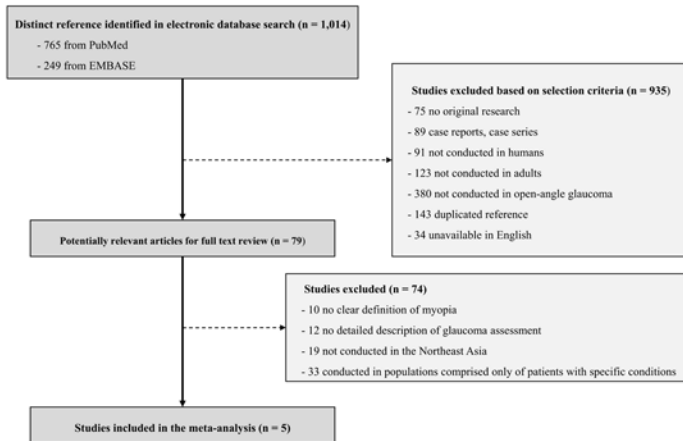 Distinct reference identified in electronic database search (n = 1,014)
- 765 from PubMed
- 249 from EMBASE
Studies excluded based on selection criteria (n = 935)
- 75 no original research
- 89 case reports, case series
- 91 not conducted in humans
- 123 not conducted in adults
- 380 not conducted in open-angle glaucoma
- 143 duplicated reference
- 34 unavailable in English
Potentially relevant articles for full text review (n = 79)
Studies excluded (n = 74)
- 10 no clear definition of myopia
- 12 no detailed description of glaucoma assessment
- 19 not conducted in the Northeast Asia
- 33 conducted in populations comprised only of patients with specific conditions
Studies included in the meta-analysis (n = 5)